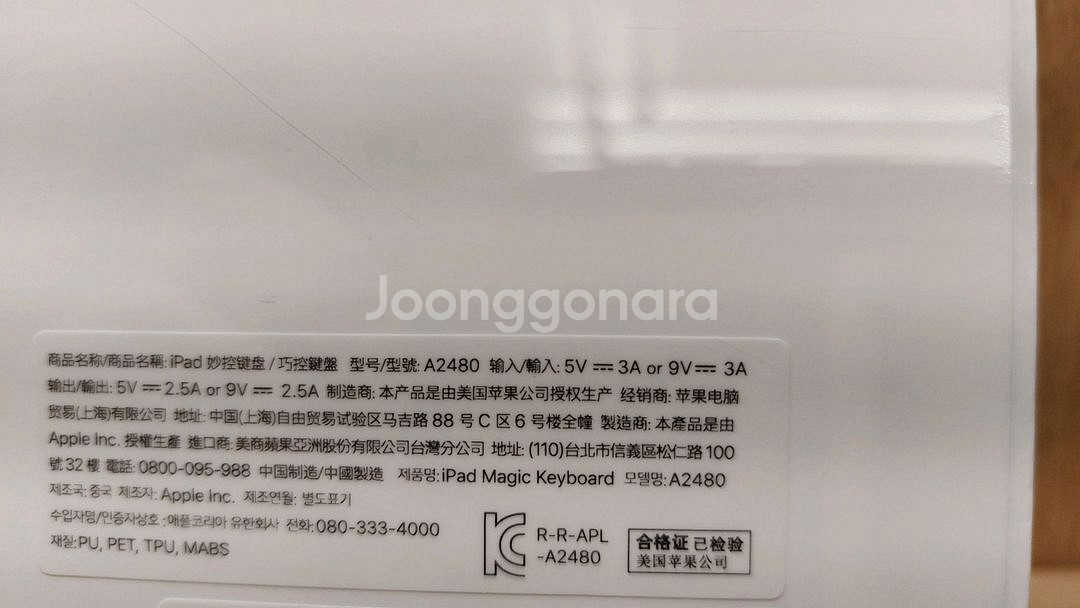 Joonggonara
商品名称/商品名稱: iPad 妙控键盘 / 巧控鍵盤 型号/型號: A2480 输入/輸入: 5V ⎓ 3A or 9V ⎓ 3A
输出/輸出: 5V ⎓ 2.5A or 9V ⎓ 2.5A 制造商: 本产品是由美国苹果公司授权生产 经销商: 苹果电脑
贸易(上海)有限公司 地址: 中国(上海)自由贸易试验区马吉路 88 号 C 区 6 号楼全幢 製造商: 本產品是由
Apple Inc. 授權生產 進口商: 美商蘋果亞洲股份有限公司台灣分公司 地址: (110)台北市信義區松仁路 100
號 32 樓 電話: 0800-095-988 中国制造/中國製造 제품명: iPad Magic Keyboard 모델명: A2480
제조국: 중국 제조자: Apple Inc. 제조연월: 별도표기
수입자명/인증자상호 :애플코리아 유한회사 전화: 080-333-4000
재질:PU, PET, TPU, MABS
R-R-APL
-A2480
合格证 已检验
美国苹果公司